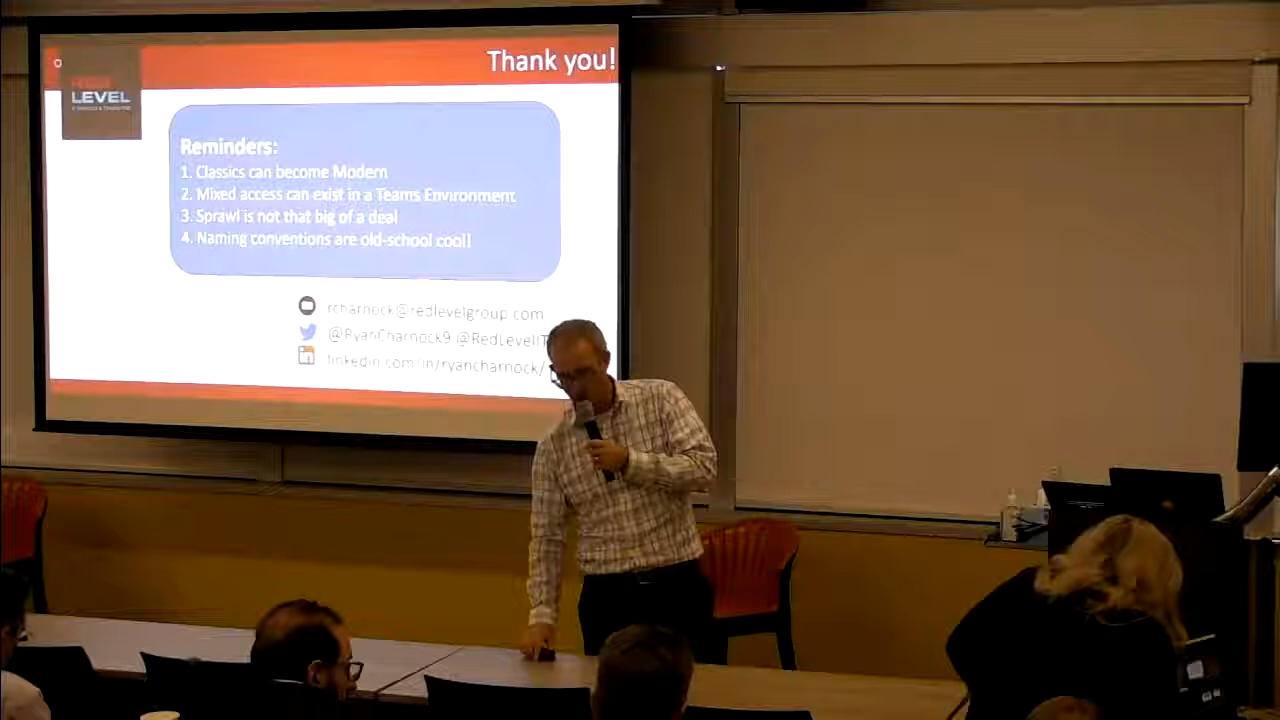 Thank you!
LEVEL
Reminders:
1. Classics can become Modern
2. Mixed access can exist in a Teams Environment
3. Sprawl is not that big of a deal
4. Naming conventions are old-school cool!
rcharnock@redlevelgroup.com
@RyanCharnock9 @RedLevelIT
linkedin.com/in/ryancharnock/